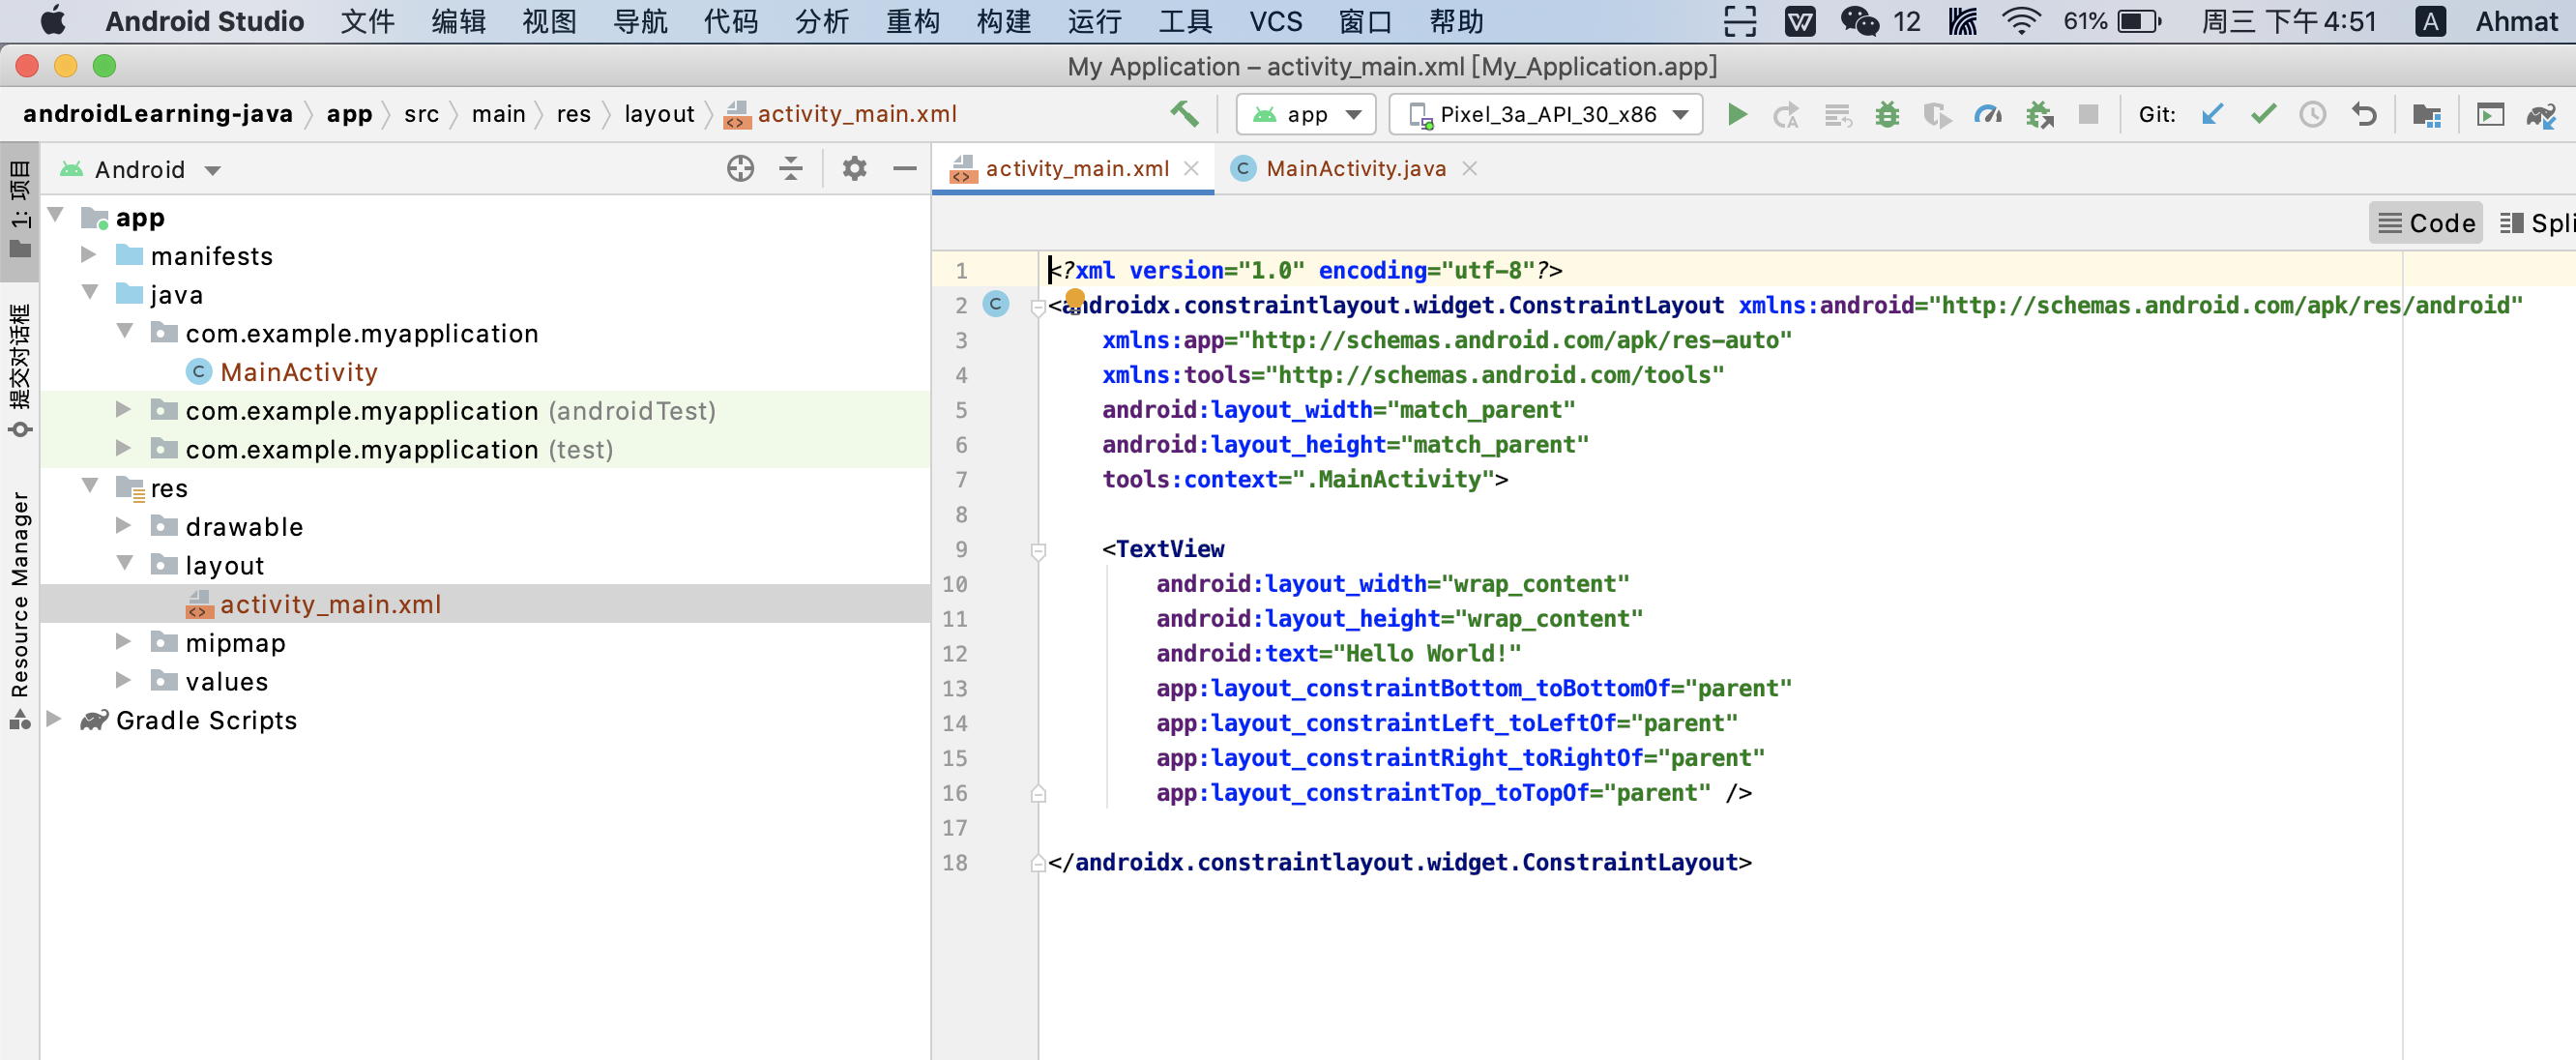 Android Studio 文件 编辑 视图 导航 代码 分析 重构 构建 运行 工具 VCS 窗口 帮助 12 61% 周三 下午 4:51 A Ahmat
My Application – activity_main.xml [My_Application.app]
androidLearning-java app src main res layout activity_main.xml app Pixel_3a_API_30_x86 Git:
1: 项目
提交对话框
Resource Manager
Android
app
manifests
java
com.example.myapplication
MainActivity
com.example.myapplication (androidTest)
com.example.myapplication (test)
res
drawable
layout
activity_main.xml
mipmap
values
Gradle Scripts
activity_main.xml MainActivity.java
Code Spli
1 <?xml version="1.0" encoding="utf-8"?>
2 <androidx.constraintlayout.widget.ConstraintLayout xmlns:android="http://schemas.android.com/apk/res/android"
3 xmlns:app="http://schemas.android.com/apk/res-auto"
4 xmlns:tools="http://schemas.android.com/tools"
5 android:layout_width="match_parent"
6 android:layout_height="match_parent"
7 tools:context=".MainActivity">
8
9 <TextView
10 android:layout_width="wrap_content"
11 android:layout_height="wrap_content"
12 android:text="Hello World!"
13 app:layout_constraintBottom_toBottomOf="parent"
14 app:layout_constraintLeft_toLeftOf="parent"
15 app:layout_constraintRight_toRightOf="parent"
16 app:layout_constraintTop_toTopOf="parent" />
17
18 </androidx.constraintlayout.widget.ConstraintLayout>